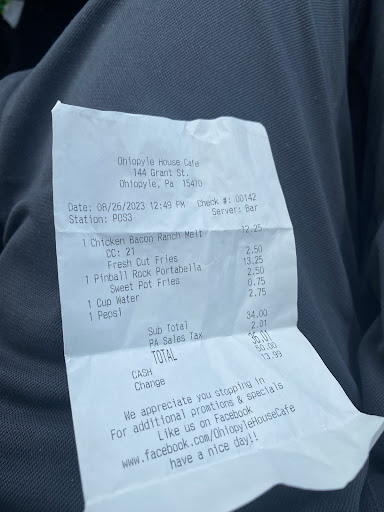 Ohiopyle House Cafe
144 Grant St.
Ohiopyle, Pa 15470
Date: 08/26/2023 12:49 PM Check #: 00142
Station: POS3 Server: Bar
1 Chicken Bacon Ranch Melt 12.25
CC: 21
Fresh Cut Fries 2.50
1 Pinball Rock Portabella 13.25
Sweet Pot Fries 2.50
1 Cup Water 0.75
1 Pepsi 2.75
Sub Total 34.00
PA Sales Tax 2.01
TOTAL 36.01
CASH 50.00
Change 13.99
We appreciate you stopping in
For additional promtions & specials
Like us on Facebook
www.facebook.com/OhiopyleHouseCafe
have a nice day!!